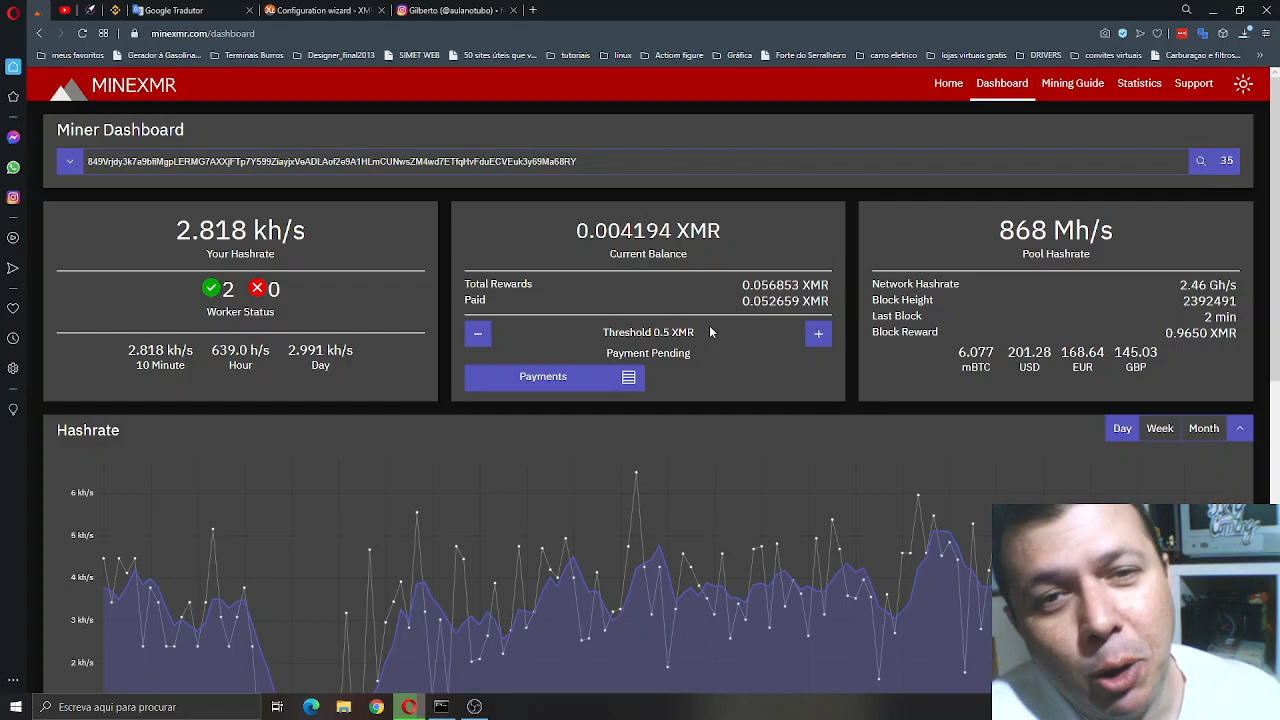 Google Tradutor
Configuration wizard - XM
Gilberto (@aulanotubo) -
minexmr.com/dashboard
meus favoritos
Gerador à Gasolina...
Terminais Burros
Designer_final2013
SIMET WEB
50 sites úteis que v...
tutoriais
linux
Action figure
Gráfica
Forte do Serralheiro
carro eletrico
lojas virtuais gratis
DRIVERS
convites virtuais
Carburaçao e filtros...
MINEXMR
Home
Dashboard
Mining Guide
Statistics
Support
Miner Dashboard
35
2.818 kh/s
Your Hashrate
2 0
Worker Status
2.818 kh/s 639.0 h/s 2.991 kh/s
10 Minute Hour Day
0.004194 XMR
Current Balance
Total Rewards 0.056853 XMR
Paid 0.052659 XMR
- Threshold 0.5 XMR +
Payment Pending
Payments
868 Mh/s
Pool Hashrate
Network Hashrate 2.46 Gh/s
Block Height 2392491
Last Block 2 min
Block Reward 0.9650 XMR
6.077 201.28 168.64 145.03
mBTC USD EUR GBP
Hashrate
Day Week Month
6 kh/s
5 kh/s
4 kh/s
3 kh/s
2 kh/s
Coming
Escreva aqui para procurar